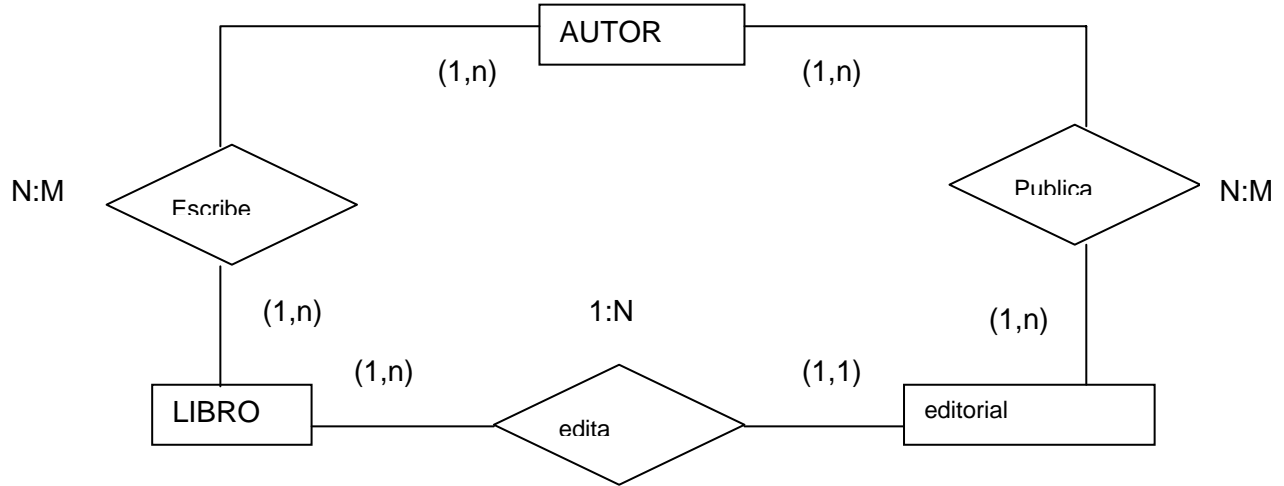 AUTOR
(1,n)
(1,n)
N:M
Escribe
Publica
N:M
(1,n)
1:N
(1,n)
(1,n)
(1,1)
LIBRO
edita
editorial